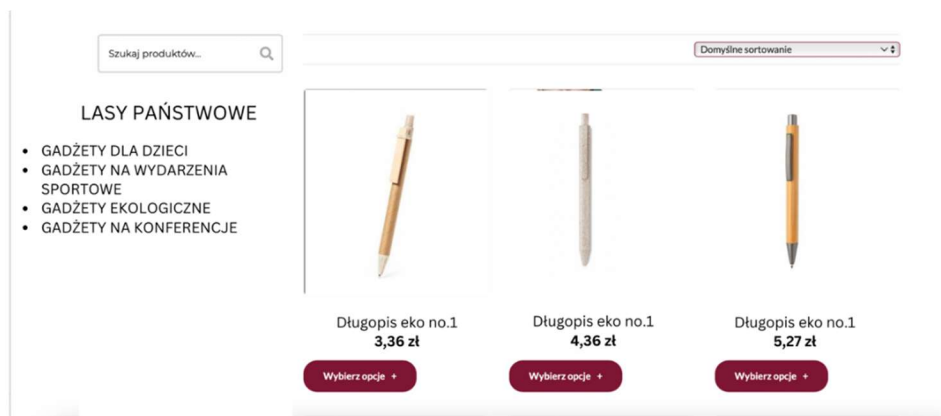 Szukaj produktów...
Domyślne sortowanie
LASY PAŃSTWOWE
• GADŻETY DLA DZIECI
• GADŻETY NA WYDARZENIA
SPORTOWE
• GADŻETY EKOLOGICZNE
• GADŻETY NA KONFERENCJE
Długopis eko no.1
3,36 zł
Wybierz opcje +
Długopis eko no.1
4,36 zł
Wybierz opcje +
Długopis eko no.1
5,27 zł
Wybierz opcje +